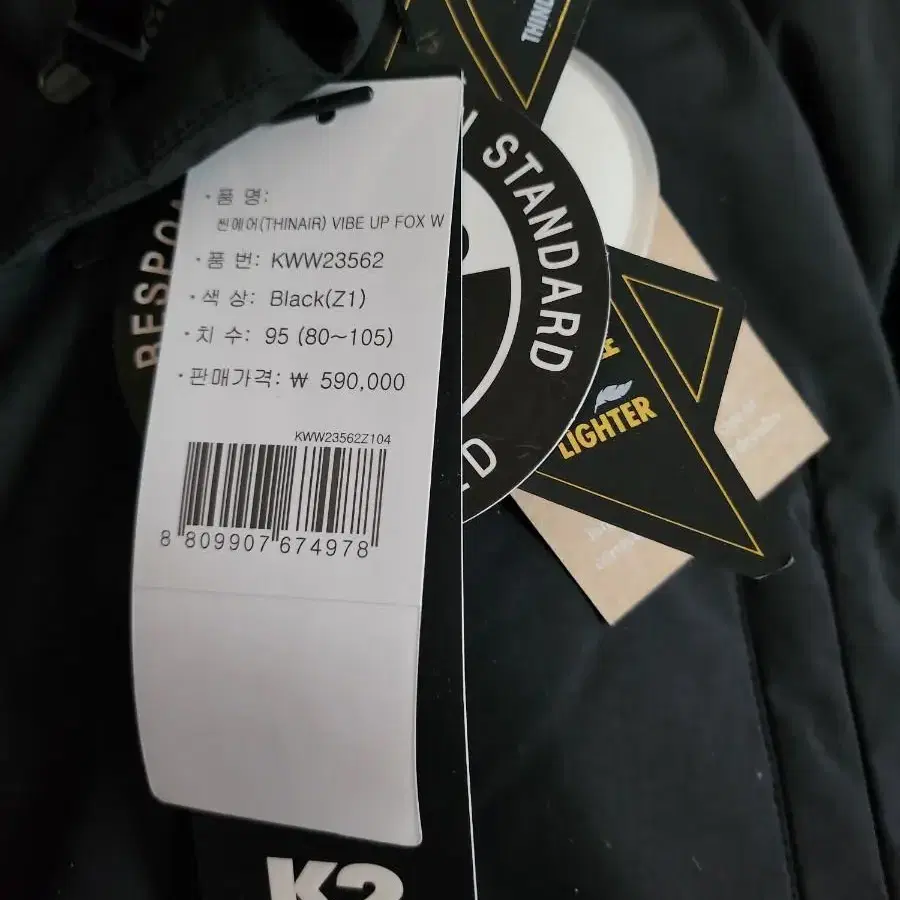 · 품 명:
씬에어(THINAIR) VIBE UP FOX W
· 품 번: KWW23562
· 색 상: Black(Z1)
· 치 수: 95 (80~105)
· 판매가격: ₩ 590,000
KWW23562Z104
8 809907 674978
K2
STANDARD
LIGHTER